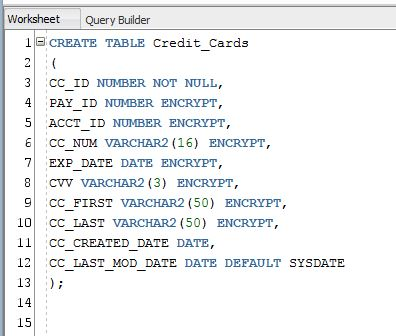 Worksheet Query Builder
1 CREATE TABLE Credit_Cards
2 (
3 CC_ID NUMBER NOT NULL,
4 PAY_ID NUMBER ENCRYPT,
5 ACCT_ID NUMBER ENCRYPT,
6 CC_NUM VARCHAR2(16) ENCRYPT,
7 EXP_DATE DATE ENCRYPT,
8 CVV VARCHAR2(3) ENCRYPT,
9 CC_FIRST VARCHAR2(50) ENCRYPT,
10 CC_LAST VARCHAR2(50) ENCRYPT,
11 CC_CREATED_DATE DATE,
12 CC_LAST_MOD_DATE DATE DEFAULT SYSDATE
13 );
14
15